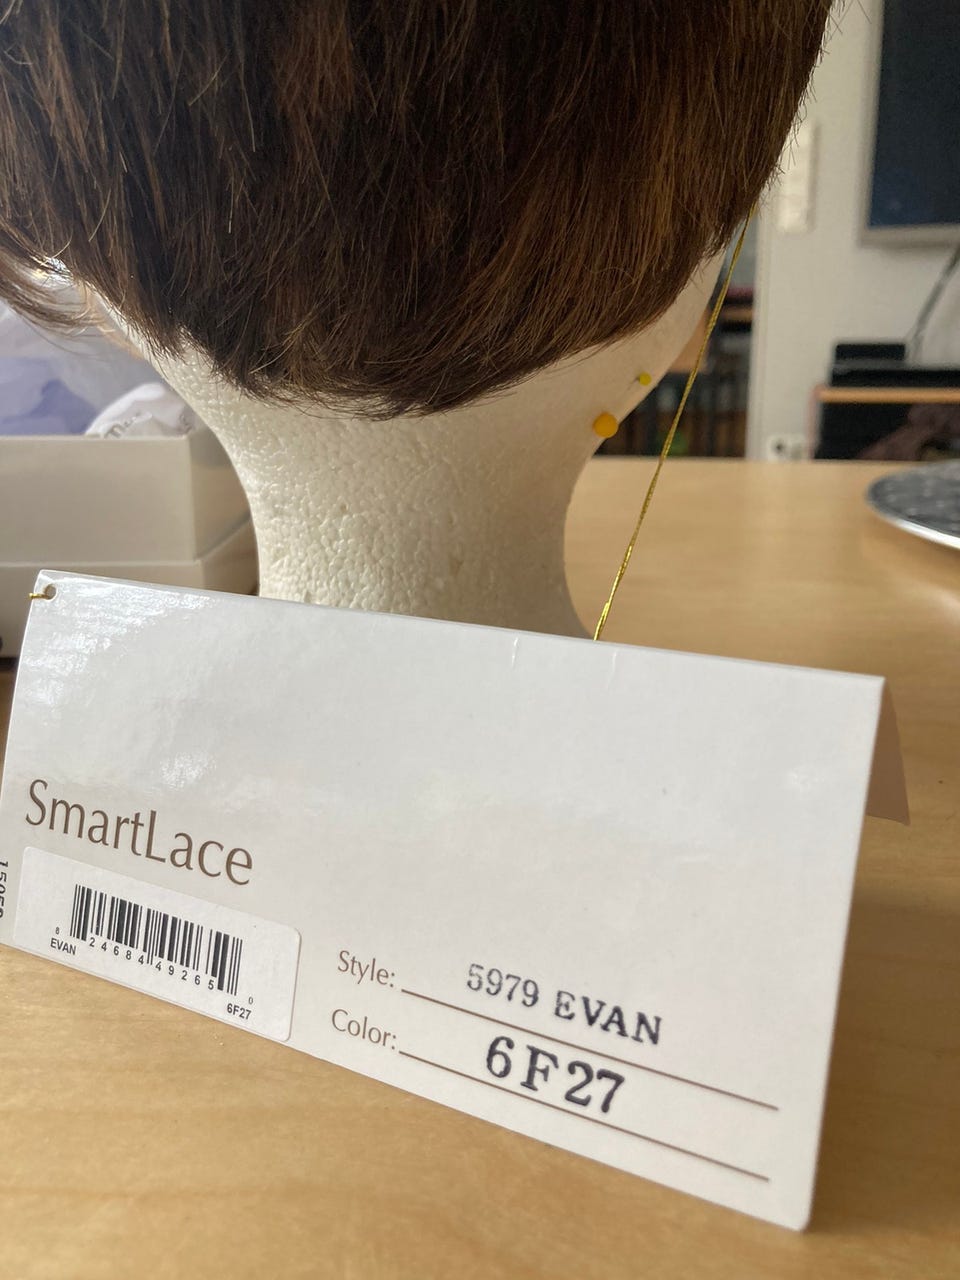 SmartLace
8 24684 49265 0
EVAN
6F27
Style: 5979 EVAN
Color: 6F27